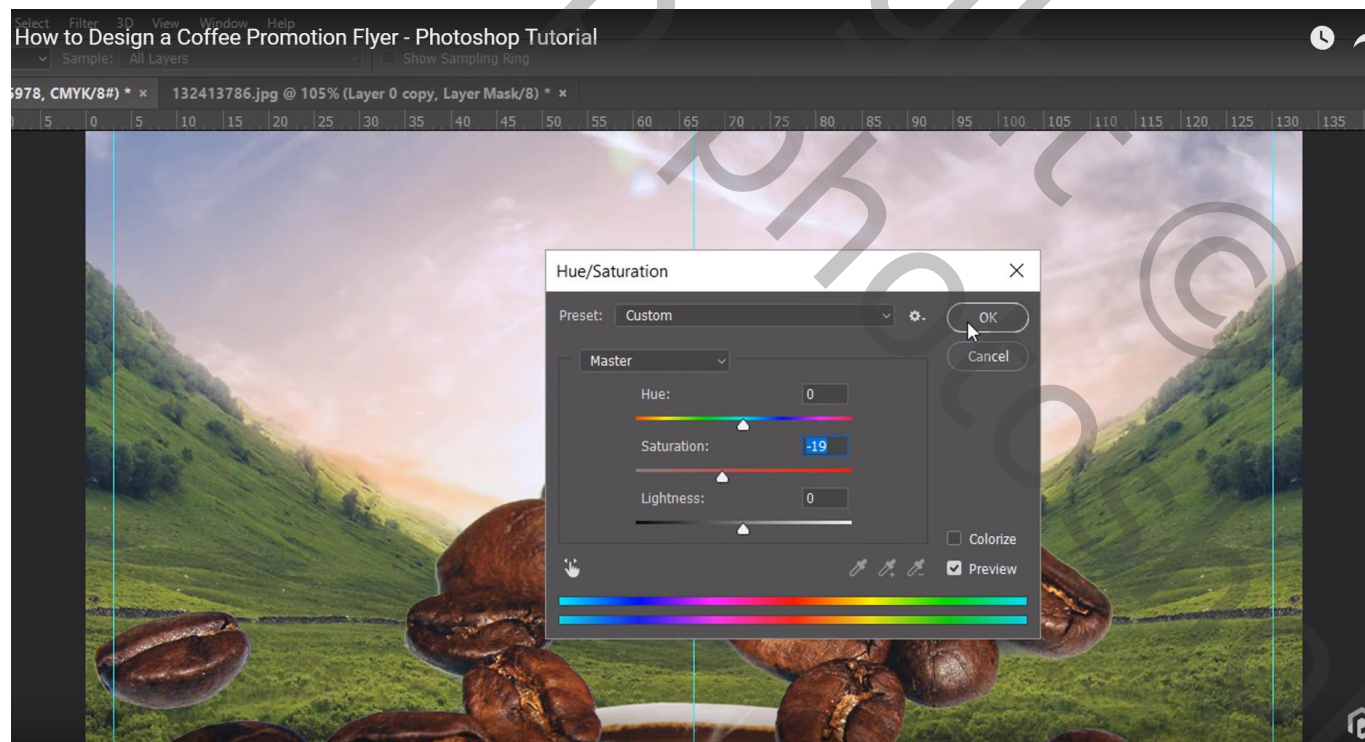 Select Filter 3D View Window Help
How to Design a Coffee Promotion Flyer - Photoshop Tutorial
Sample: All Layers Show Sampling Ring
5978, CMYK/8#) * × 132413786.jpg @ 105% (Layer 0 copy, Layer Mask/8) * ×
5 0 5 10 15 20 25 30 35 40 45 50 55 60 65 70 75 80 85 90 95 100 105 110 115 120 125 130 135
Hue/Saturation
Preset: Custom
OK
Master
Cancel
Hue: 0
Saturation: -19
Lightness: 0
Colorize
Preview
photo
©